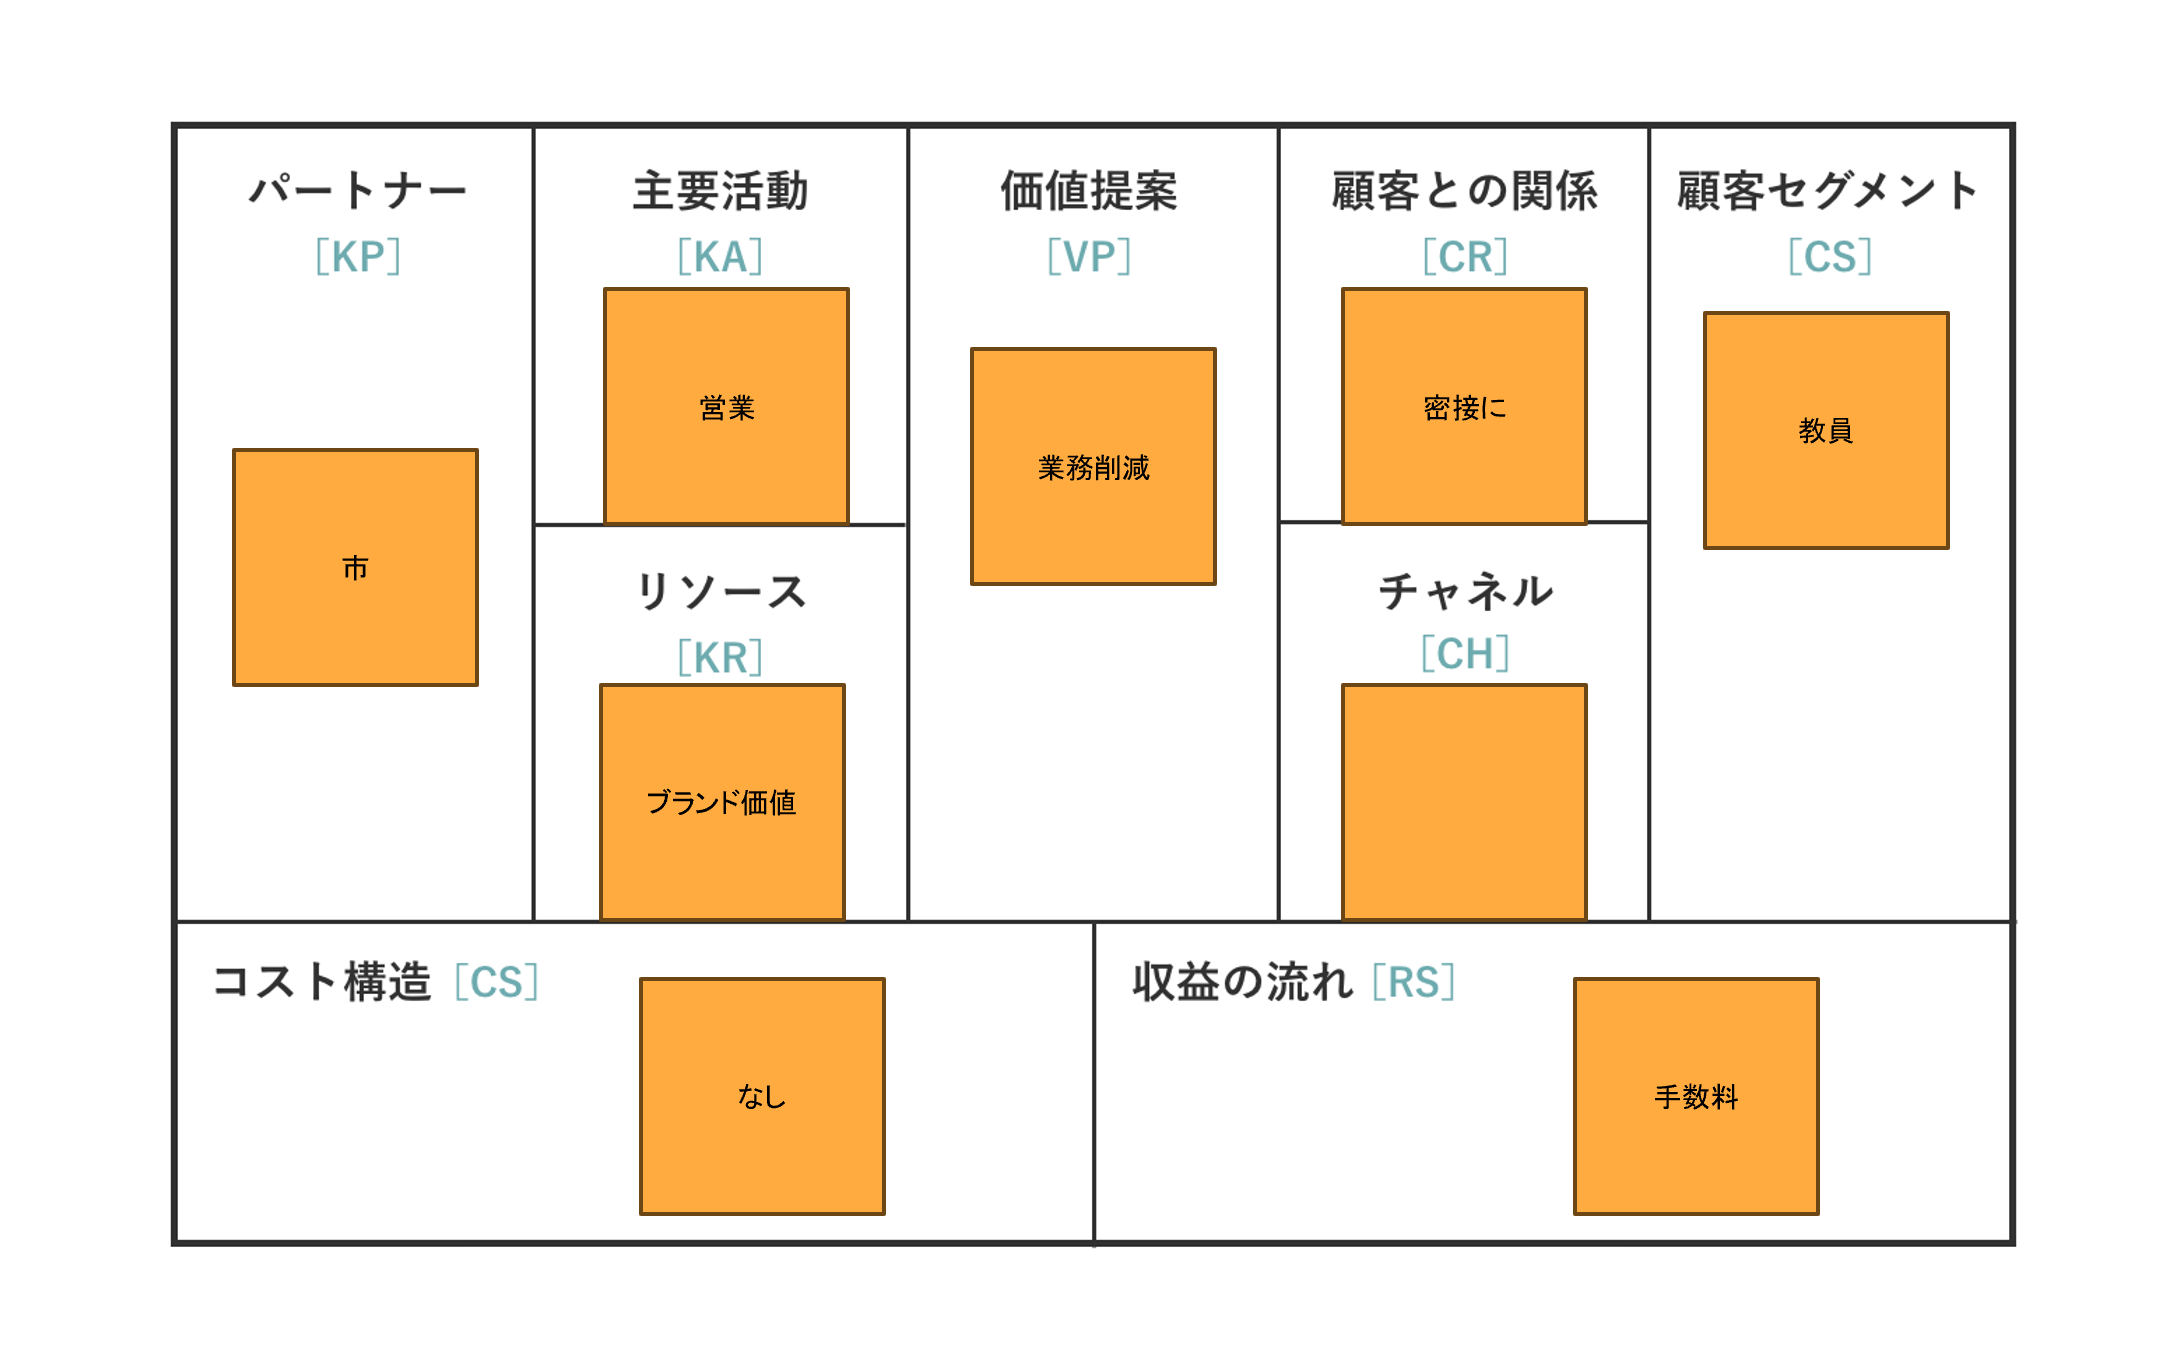 パートナー
[KP]
市
主要活動
[KA]
営業
リソース
[KR]
ブランド価値
価値提案
[VP]
業務削減
顧客との関係
[CR]
密接に
チャネル
[CH]
顧客セグメント
[CS]
教員
コスト構造 [CS]
なし
収益の流れ [RS]
手数料